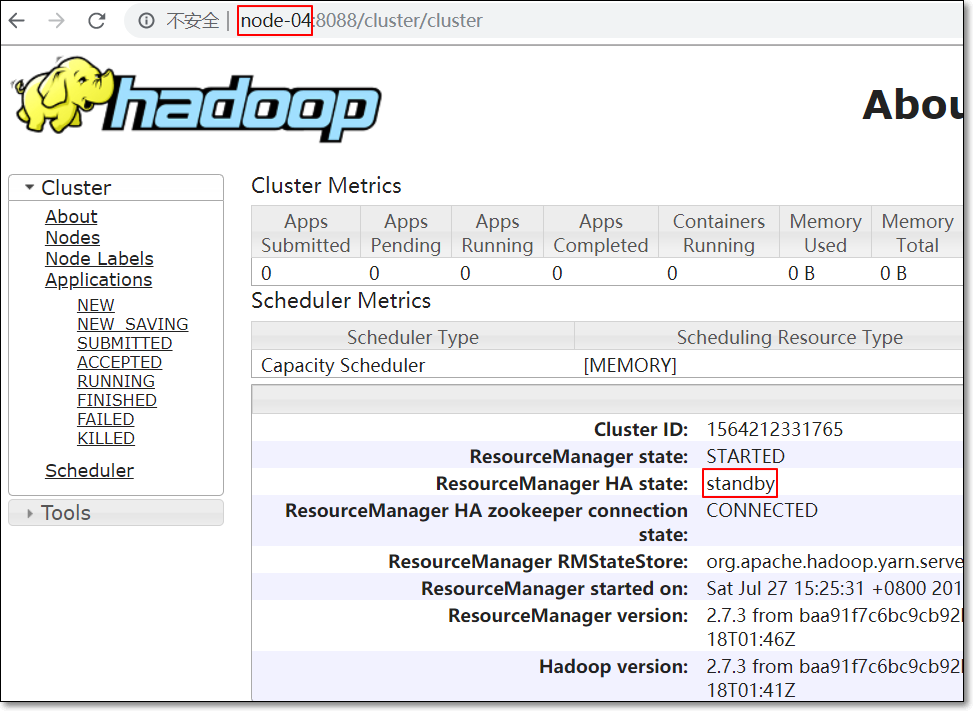 不安全 | node-04:8088/cluster/cluster
hadoop
Abou
Cluster
About
Nodes
Node Labels
Applications
NEW
NEW_SAVING
SUBMITTED
ACCEPTED
RUNNING
FINISHED
FAILED
KILLED
Scheduler
Tools
Cluster Metrics
Apps Submitted Apps Pending Apps Running Apps Completed Containers Running Memory Used Memory Total
0 0 0 0 0 0 B 0 B
Scheduler Metrics
Scheduler Type Scheduling Resource Type
Capacity Scheduler [MEMORY]
Cluster ID: 1564212331765
ResourceManager state: STARTED
ResourceManager HA state: standby
ResourceManager HA zookeeper connection state: CONNECTED
ResourceManager RMStateStore: org.apache.hadoop.yarn.serve
ResourceManager started on: Sat Jul 27 15:25:31 +0800 201
ResourceManager version: 2.7.3 from baa91f7c6bc9cb92
18T01:46Z
Hadoop version: 2.7.3 from baa91f7c6bc9cb92
18T01:41Z